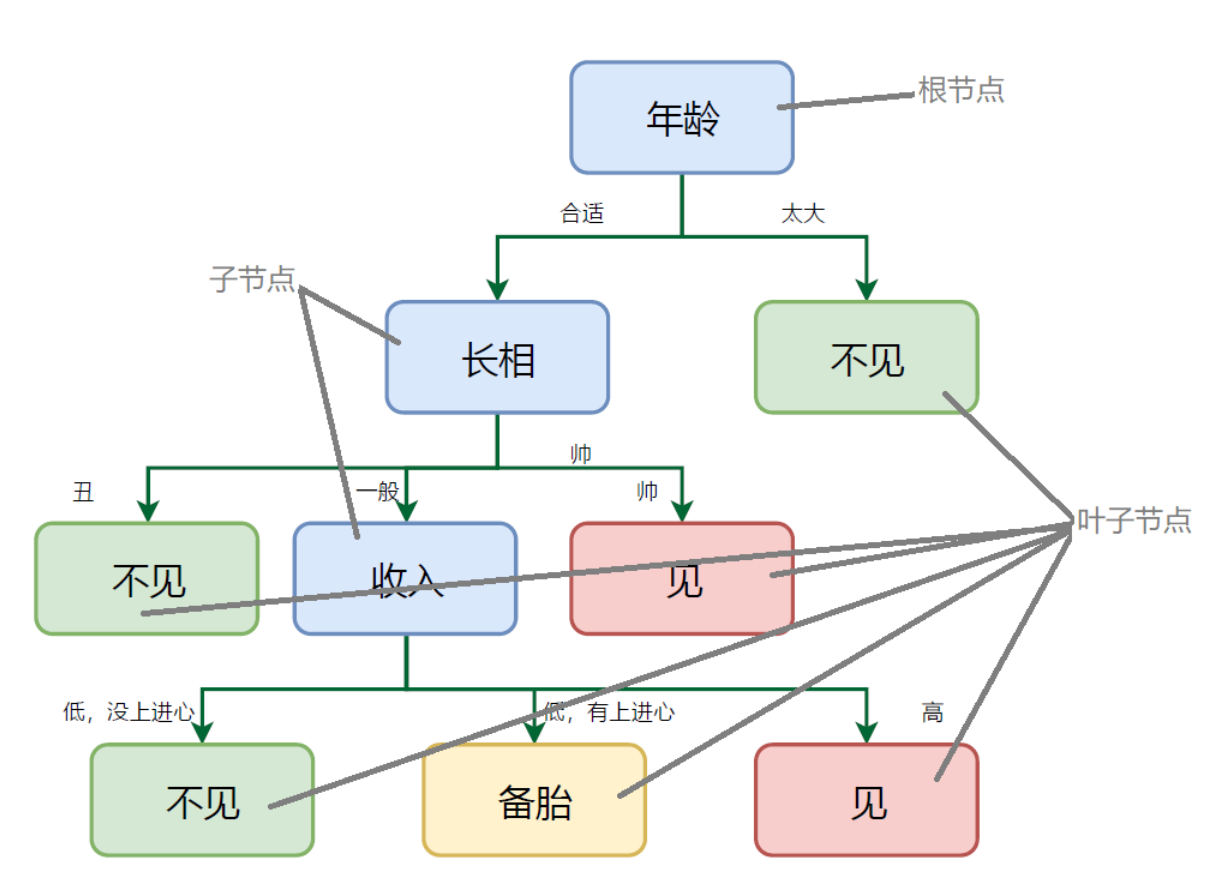 年龄
根节点
合适
太大
子节点
长相
不见
帅
丑
一般
帅
叶子节点
不见
收入
见
低，没上进心
低，有上进心
高
不见
备胎
见